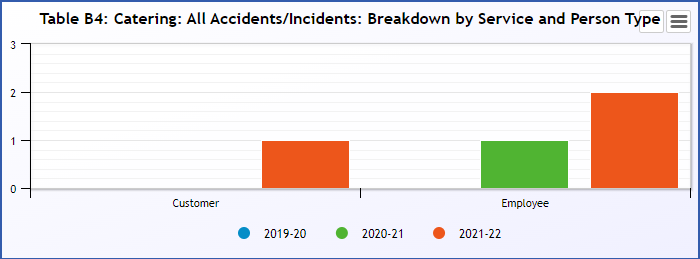 Table B4: Catering: All Accidents/Incidents: Breakdown by Service and Person Type
3
2
1
0
Customer Employee
2019-20 2020-21 2021-22